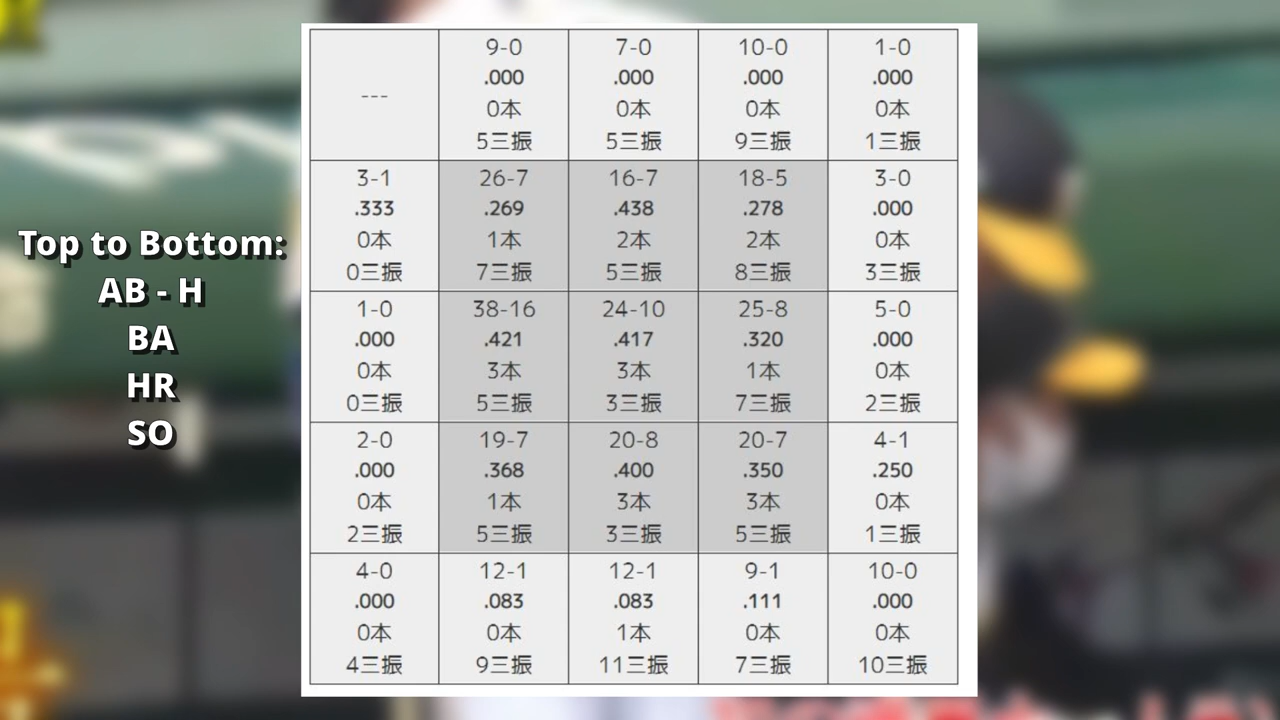 Top to Bottom:
AB - H
BA
HR
SO
--- 9-0 7-0 10-0 1-0
.000 .000 .000 .000
0本 0本 0本 0本
5三振 5三振 9三振 1三振
3-1 26-7 16-7 18-5 3-0
.333 .269 .438 .278 .000
0本 1本 2本 2本 0本
0三振 7三振 5三振 8三振 3三振
1-0 38-16 24-10 25-8 5-0
.000 .421 .417 .320 .000
0本 3本 3本 1本 0本
0三振 5三振 3三振 7三振 2三振
2-0 19-7 20-8 20-7 4-1
.000 .368 .400 .350 .250
0本 1本 3本 3本 0本
2三振 5三振 3三振 5三振 1三振
4-0 12-1 12-1 9-1 10-0
.000 .083 .083 .111 .000
0本 0本 1本 0本 0本
4三振 9三振 11三振 7三振 10三振